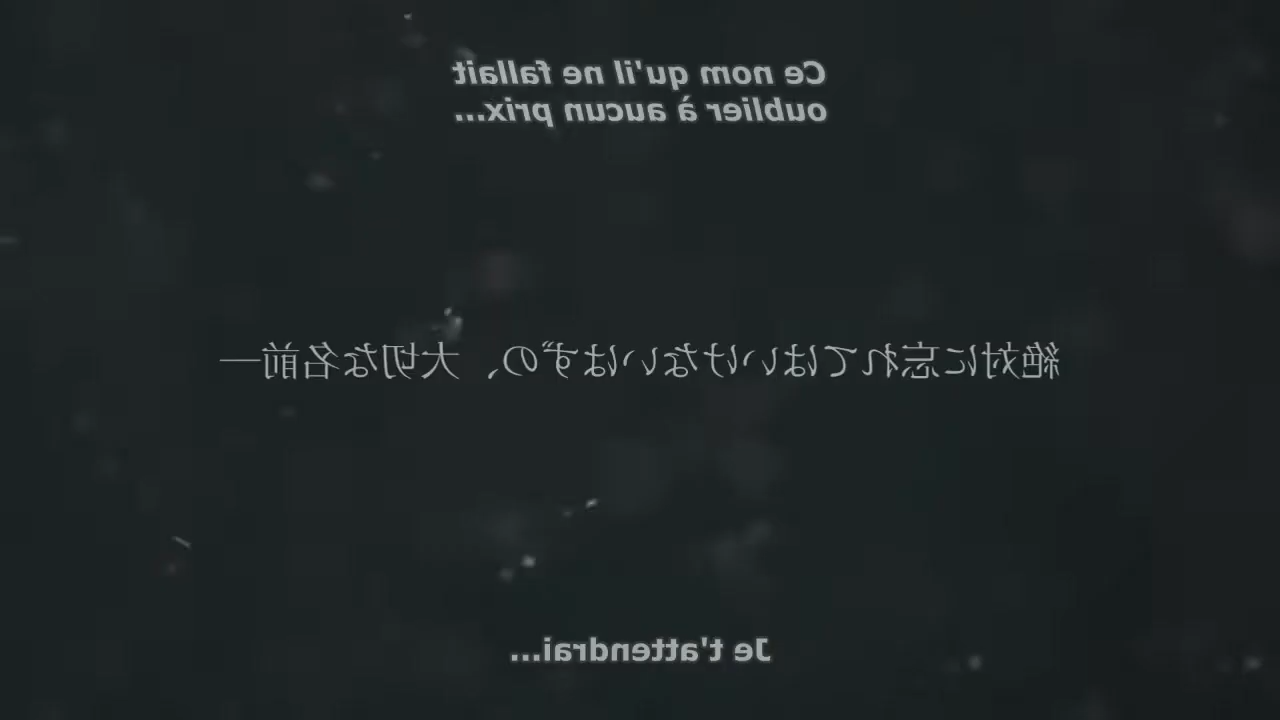 Ce nom qu'il ne fallait
oublier à aucun prix...
絶対に忘れてはいけないはずの、大切な名前―
Je t'attendrai...